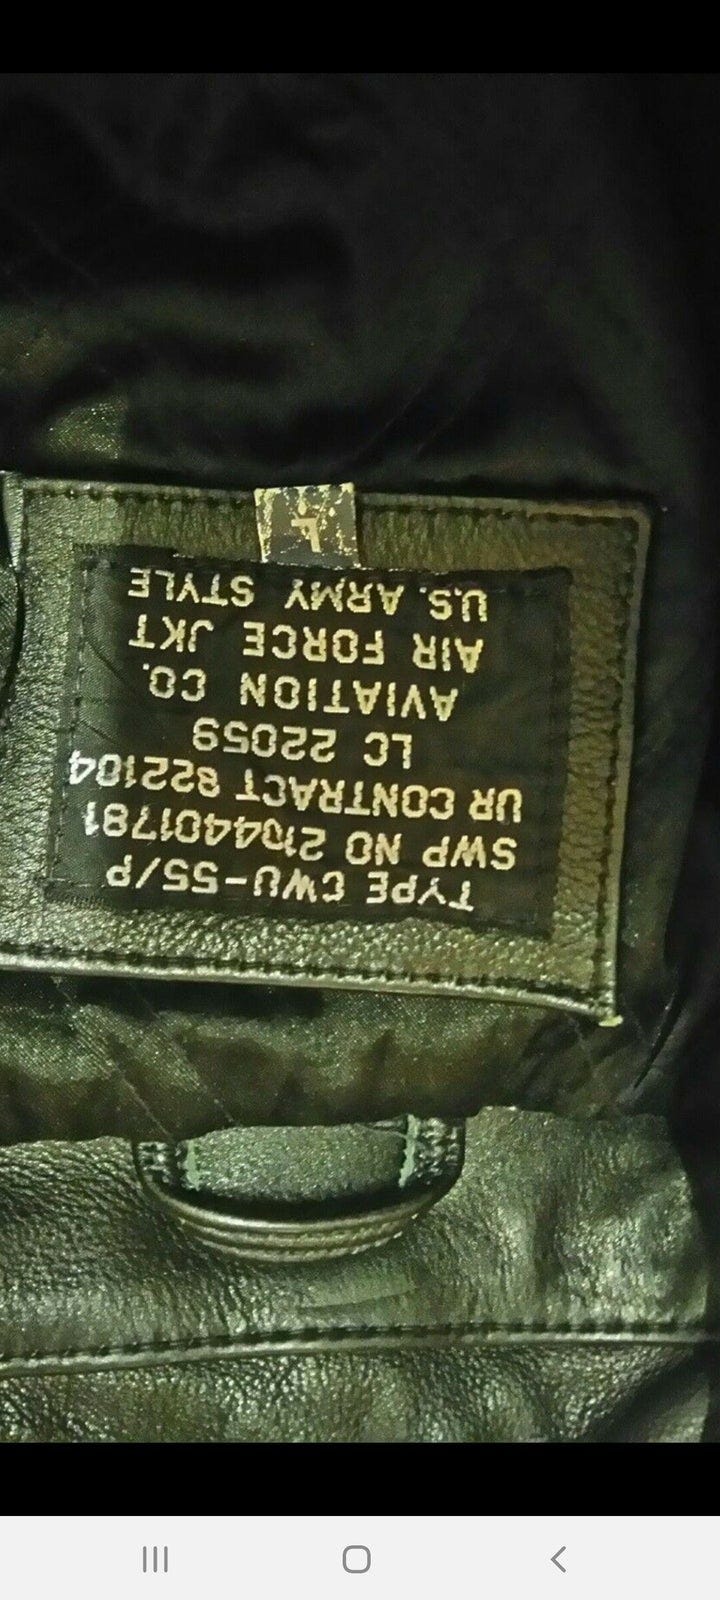 TYPE CWU-55/P
SWP NO 2104401781
UR CONTRACT 822104
LC 22059
AVIATION CO.
AIR FORCE JKT
U.S. ARMY STYLE
L